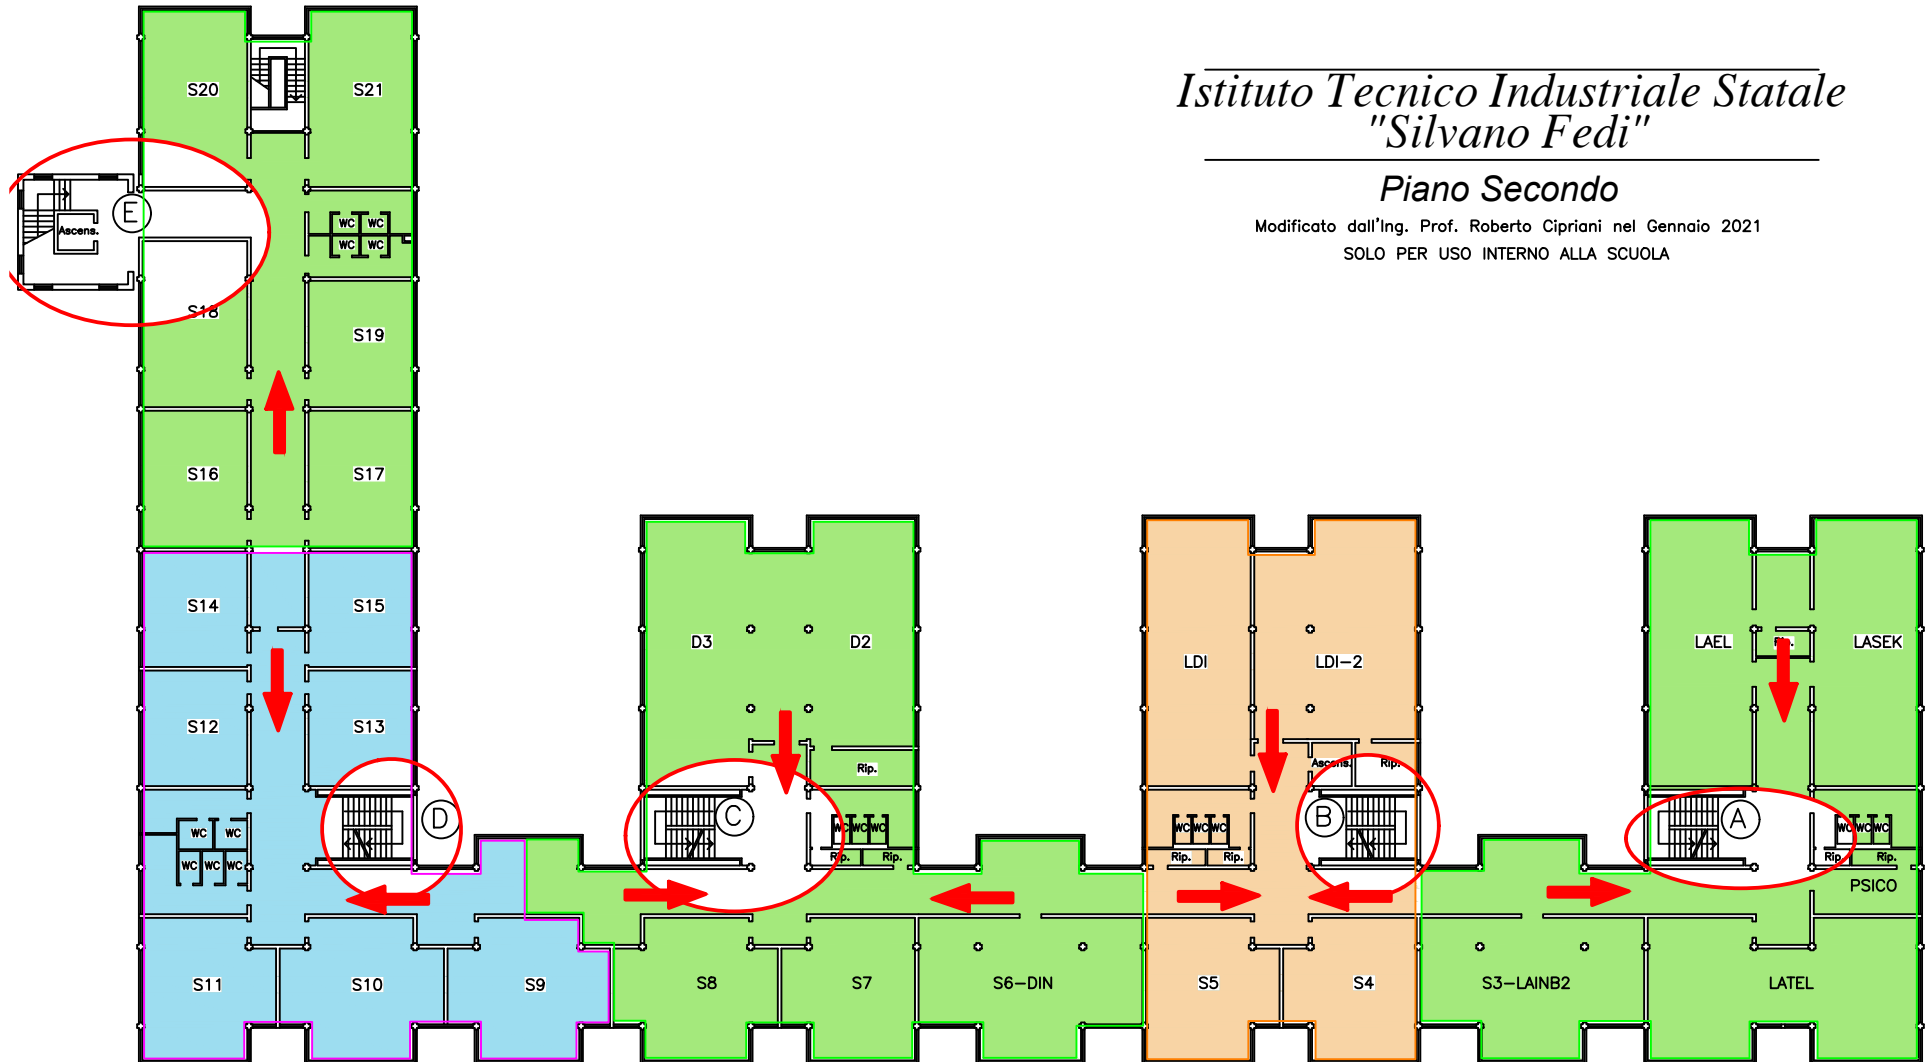 Istituto Tecnico Industriale Statale
"Silvano Fedi"
Piano Secondo
Modificato dall'Ing. Prof. Roberto Cipriani nel Gennaio 2021
SOLO PER USO INTERNO ALLA SCUOLA
S20
S21
E
Ascens.
WC WC
WC WC
S18
S19
S16
S17
S14
S15
S12
S13
D
WC WC
WC WC WC
S11
S10
S9
D3
D2
Rip.
C
WC WC WC
Rip.
Rip.
S8
S7
S6-DIN
LDI
LDI-2
Ascens.
Rip.
B
WC WC WC
Rip.
Rip.
S5
S4
LAEL
LASEK
A
WC WC WC
Rip.
Rip.
PSICO
S3-LAINB2
LATEL